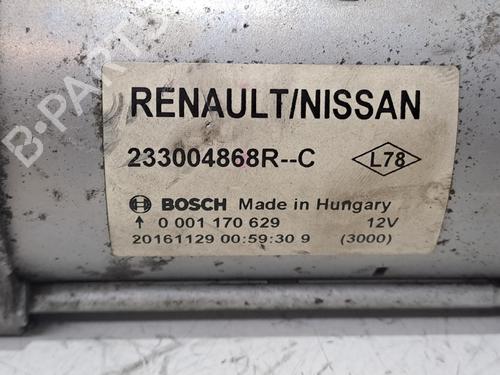 RENAULT/NISSAN
233004868R--C
L78
BOSCH Made in Hungary
↑ 0 001 170 629 12V
20161129 00:59:30 9 (3000)
B-PARTS